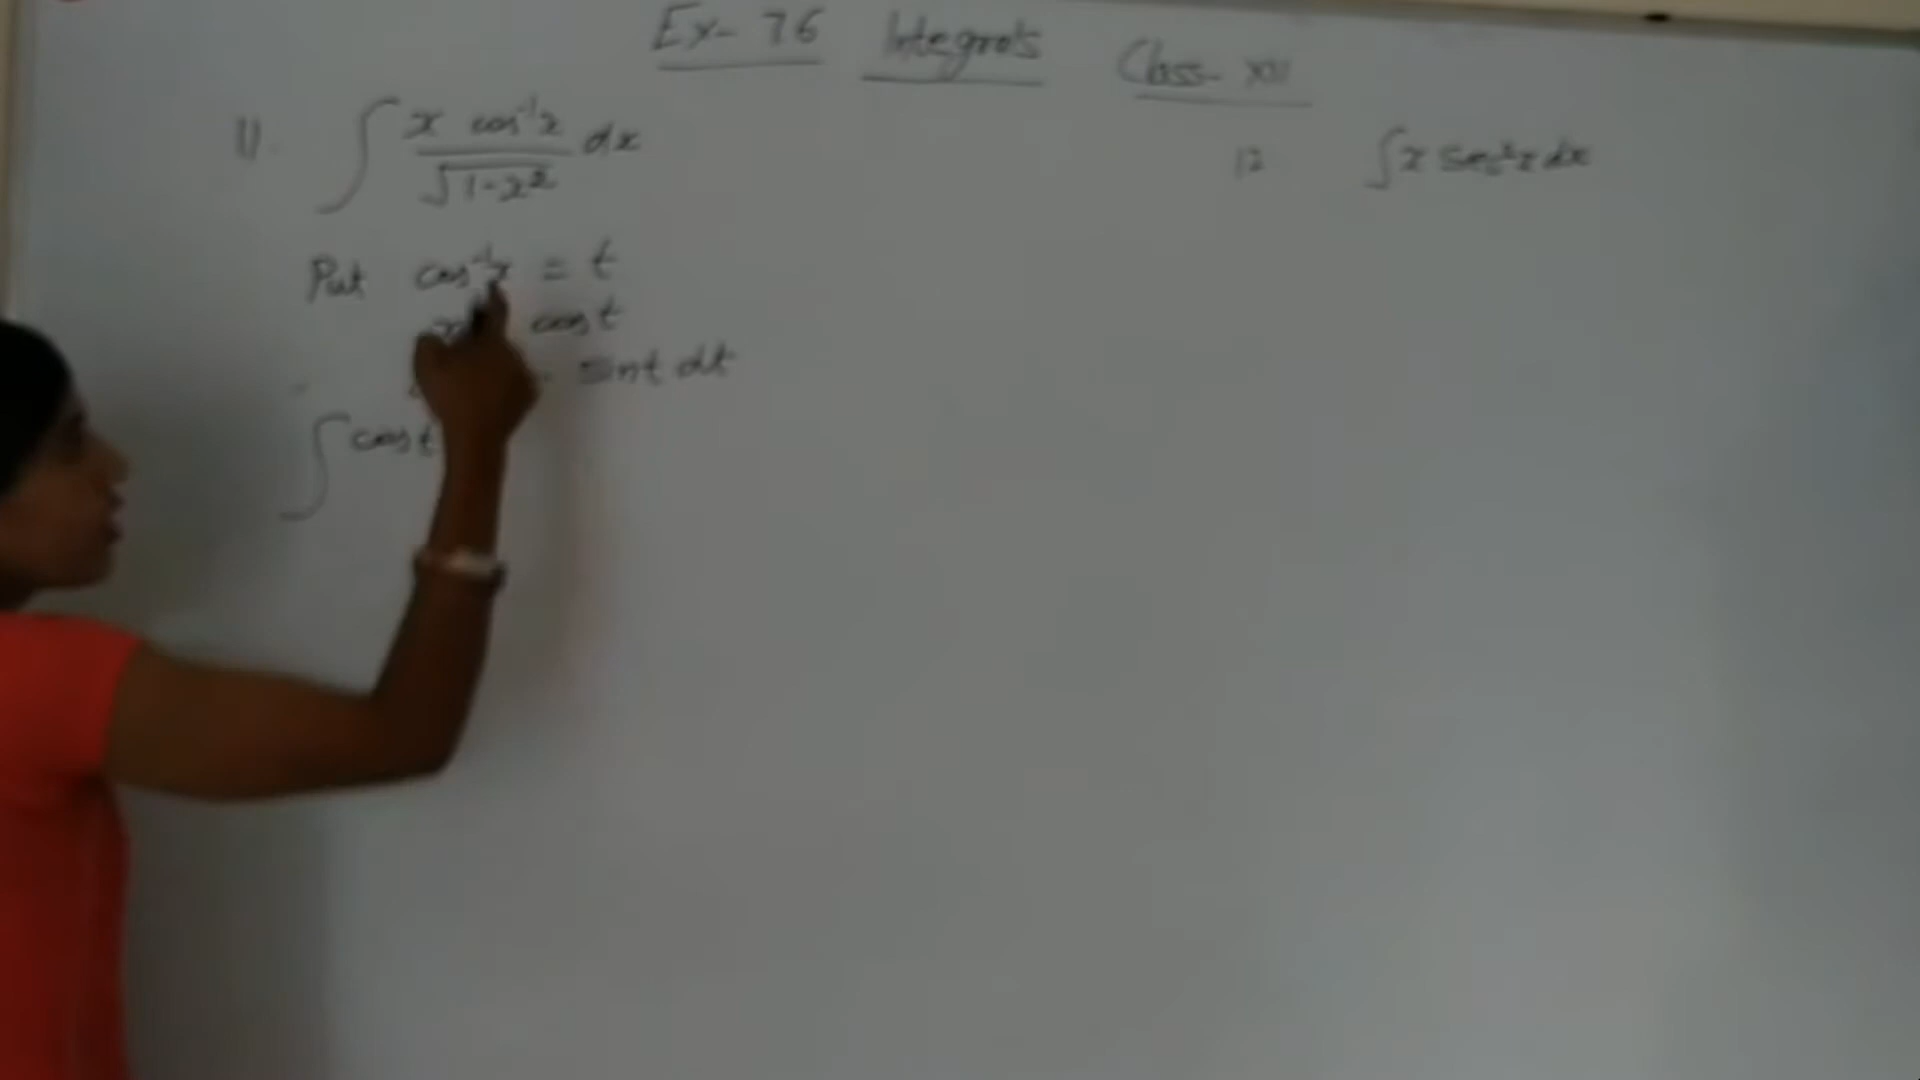 Ex- 7.6 Integrals Class- XII
11. ∫ x cos⁻¹x / √1-x² dx
12 ∫ x sec²x dx
Put cos⁻¹x = t
x cos t
- sint dt
∫ cos t